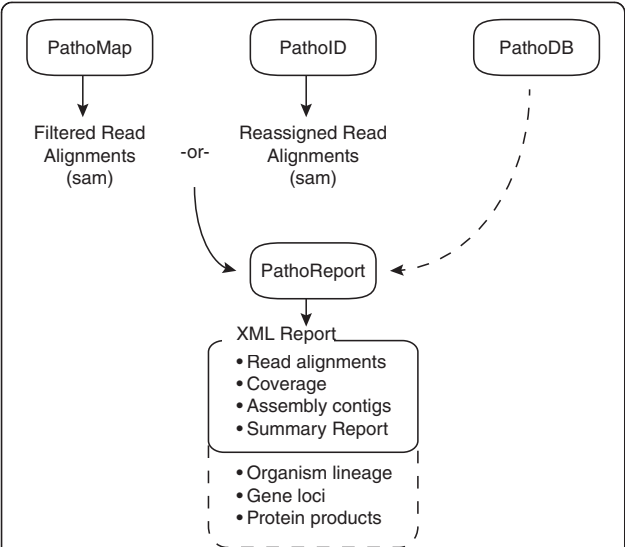 PathoMap
PathoID
PathoDB
Filtered Read
Alignments
(sam)
-or-
Reassigned Read
Alignments
(sam)
PathoReport
XML Report
• Read alignments
• Coverage
• Assembly contigs
• Summary Report
• Organism lineage
• Gene loci
• Protein products